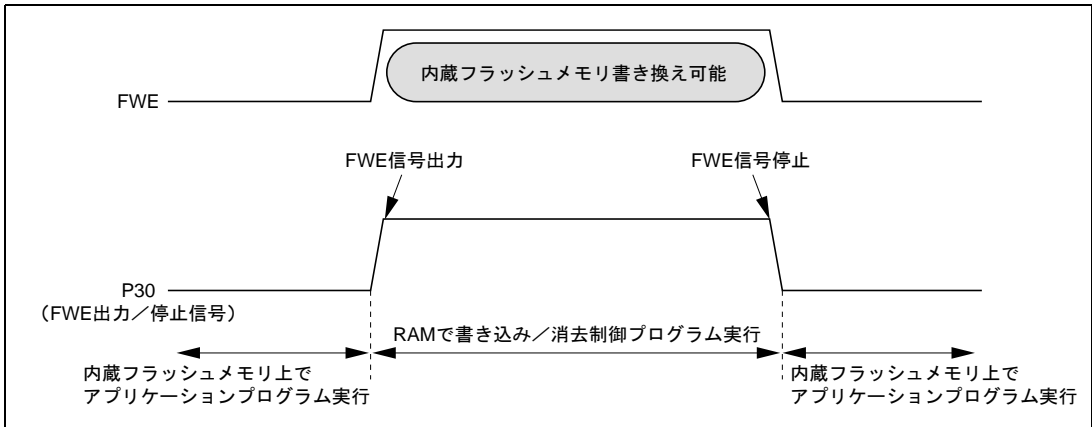 内蔵フラッシュメモリ書き換え可能
FWE
FWE信号出力
FWE信号停止
P30
(FWE出力/停止信号)
RAMで書き込み/消去制御プログラム実行
内蔵フラッシュメモリ上で
アプリケーションプログラム実行
内蔵フラッシュメモリ上で
アプリケーションプログラム実行